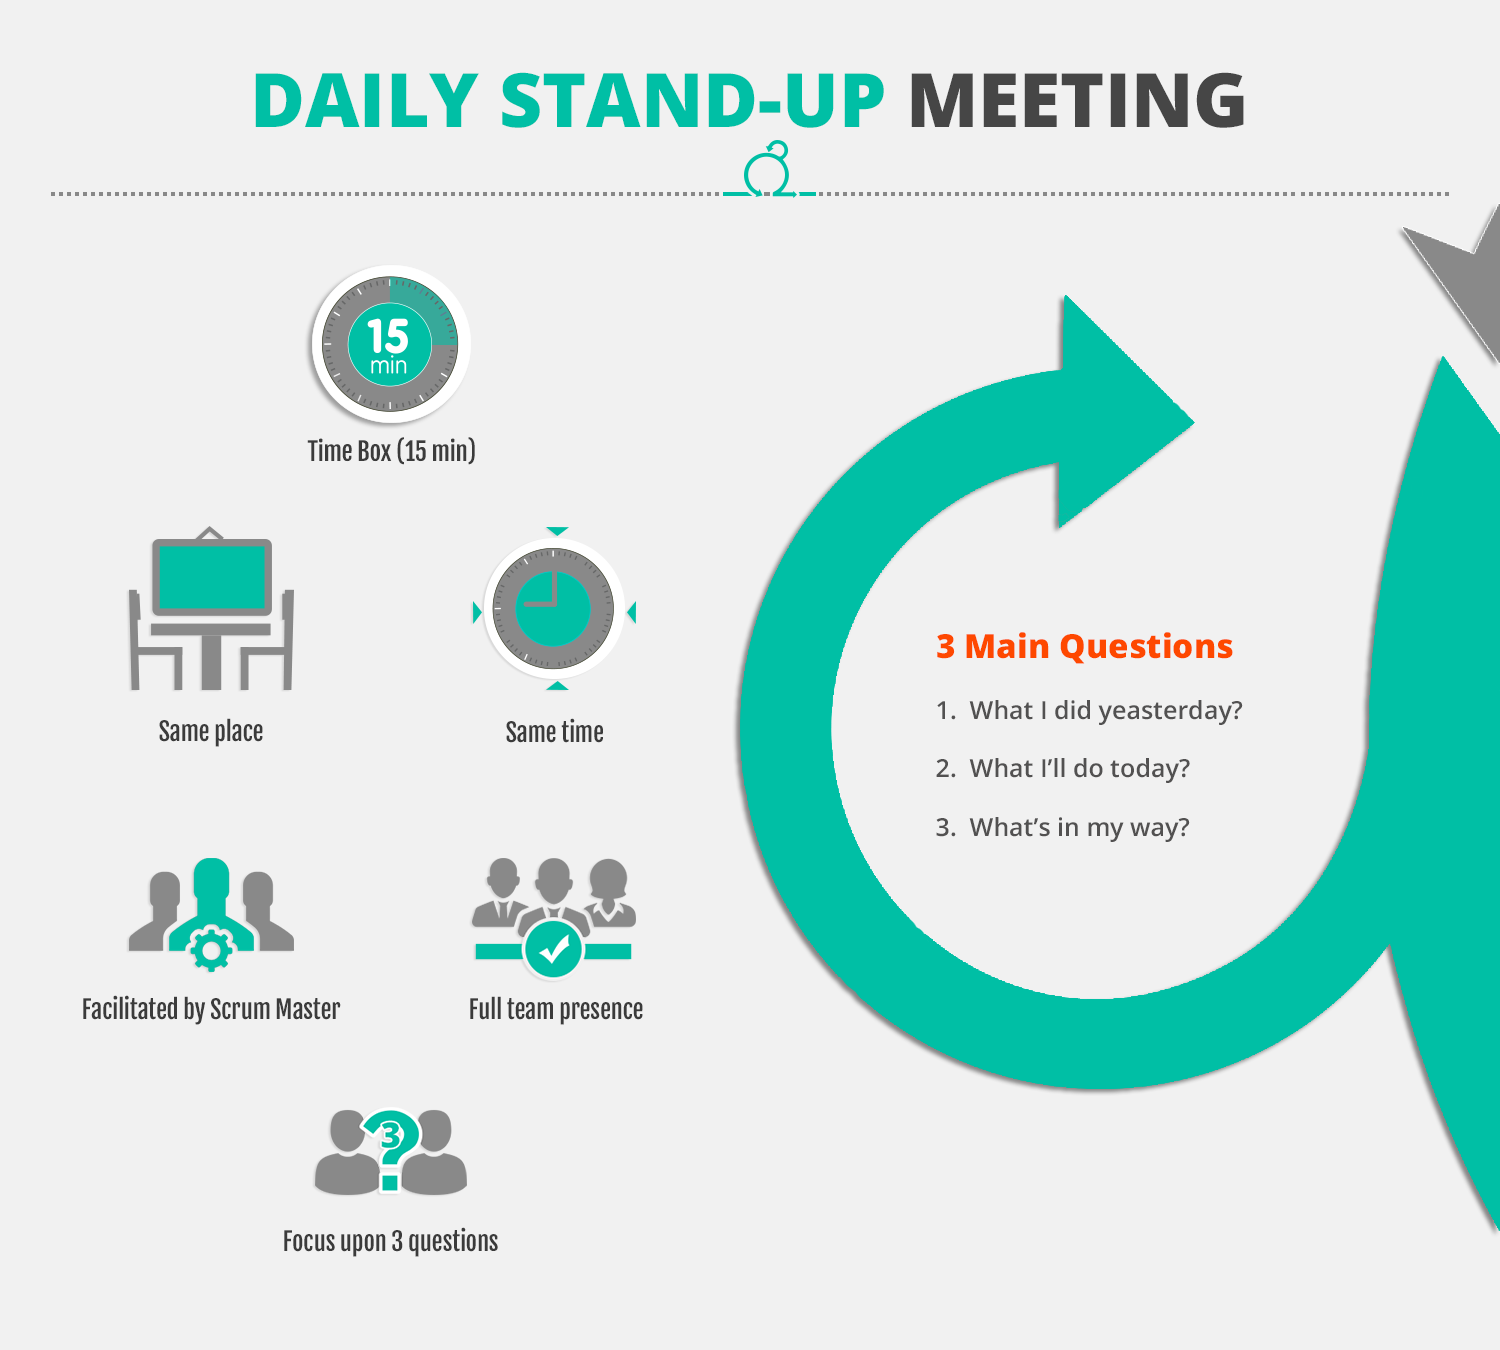 DAILY STAND-UP MEETING
15
min
Time Box (15 min)
Same place
Same time
Facilitated by Scrum Master
Full team presence
3
Focus upon 3 questions
3 Main Questions
1. What I did yeasterday?
2. What I’ll do today?
3. What’s in my way?